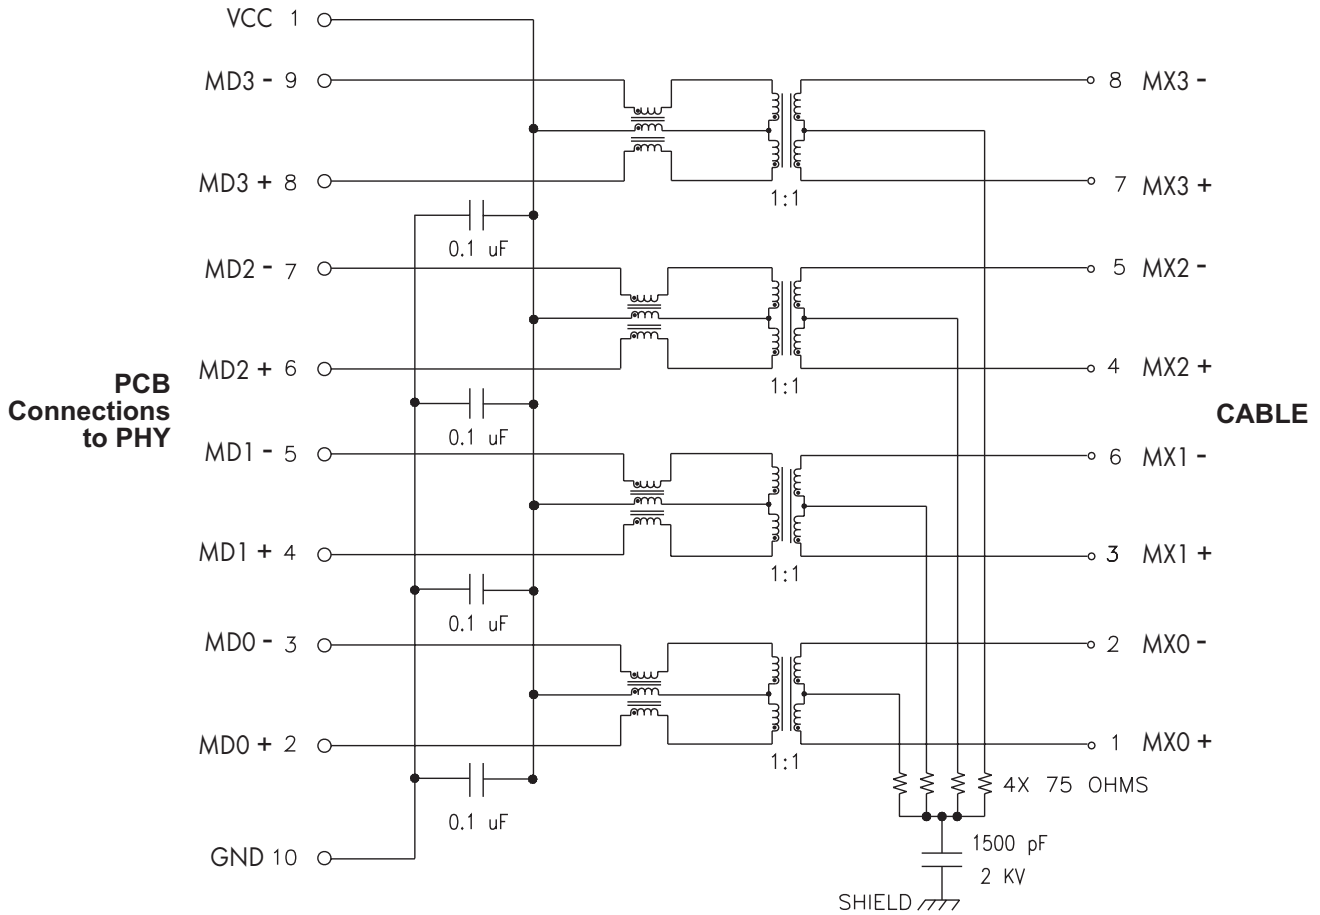 VCC 1
MD3 - 9
8 MX3 -
MD3 + 8
7 MX3 +
1:1
0.1 uF
MD2 - 7
5 MX2 -
MD2 + 6
4 MX2 +
1:1
PCB
Connections
to PHY
CABLE
0.1 uF
MD1 - 5
6 MX1 -
MD1 + 4
3 MX1 +
1:1
0.1 uF
MD0 - 3
2 MX0 -
MD0 + 2
1 MX0 +
1:1
4X 75 OHMS
0.1 uF
GND 10
1500 pF
2 KV
SHIELD